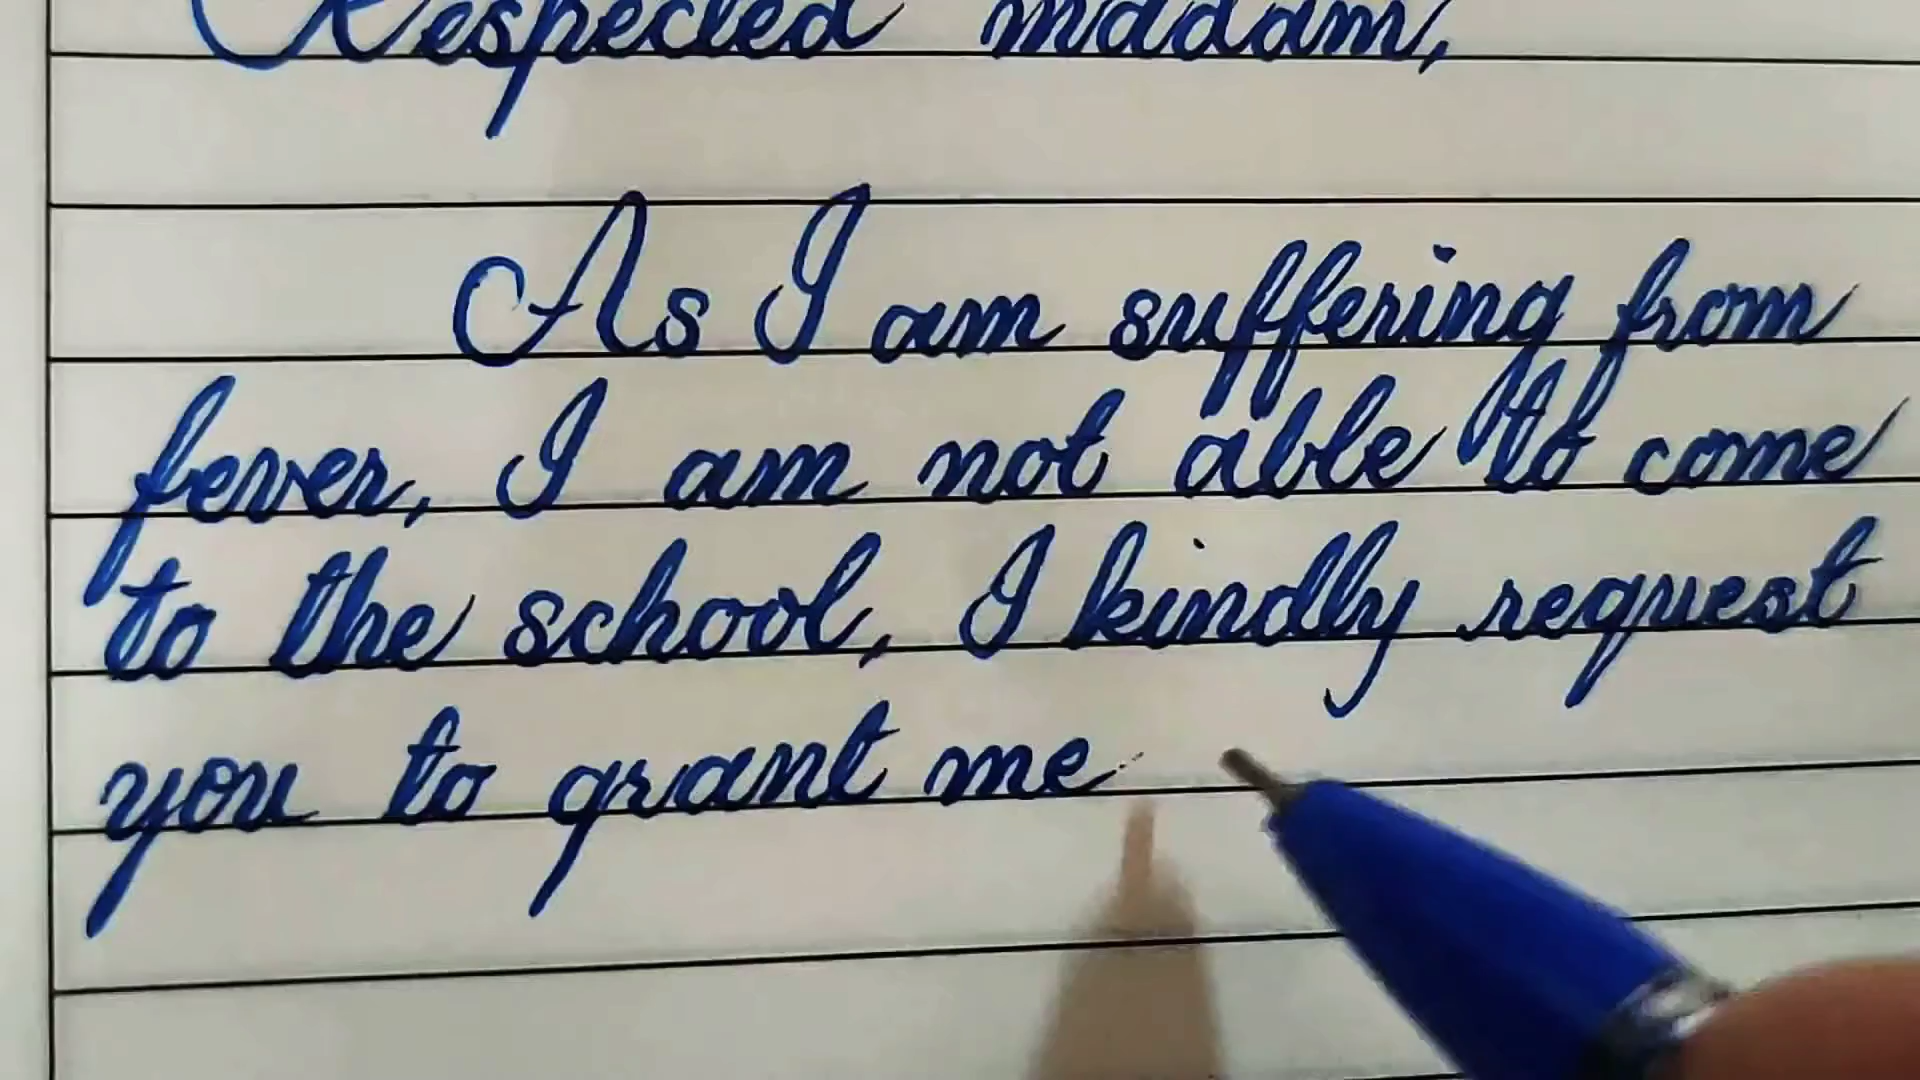 Respected madam,
As I am suffering from
fever, I am not able to come
to the school, I kindly request
you to grant me